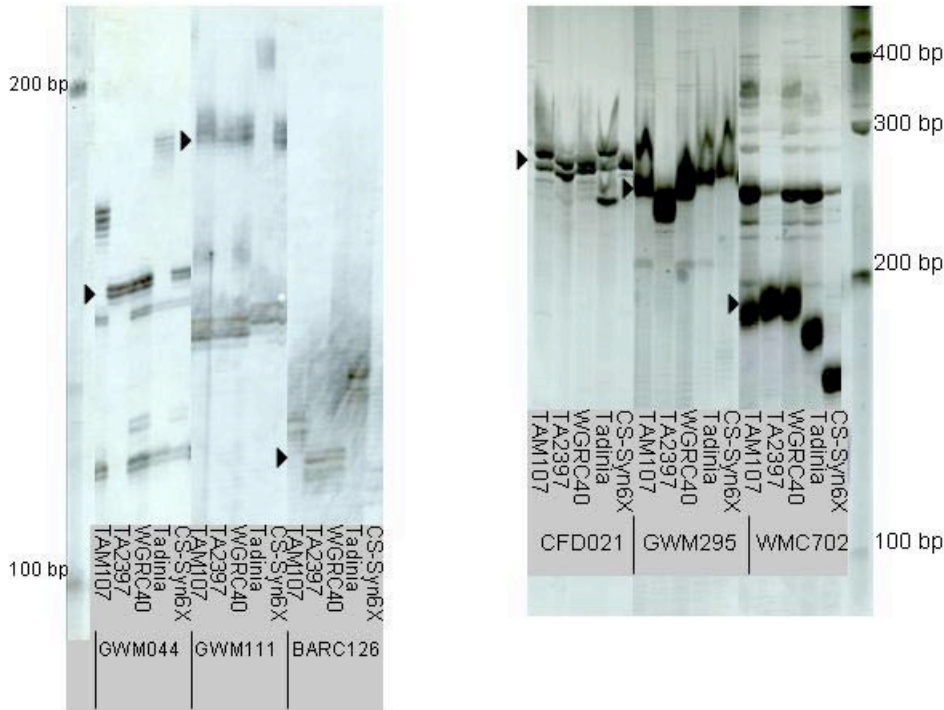 200 bp
100 bp
TAM107
TA2397
WGRC40
Tadinia
CS-Syn6X
TAM107
TA2397
WGRC40
Tadinia
CS-Syn6X
TAM107
TA2397
WGRC40
Tadinia
CS-Syn6X
GWM044
GWM111
BARC126
400 bp
300 bp
200 bp
100 bp
TAM107
TA2397
WGRC40
Tadinia
CS-Syn6X
TAM107
TA2397
WGRC40
Tadinia
CS-Syn6X
TAM107
TA2397
WGRC40
Tadinia
CS-Syn6X
CFD021
GWM295
WMC702